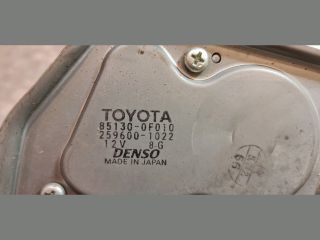 TOYOTA
85130-0F010
259600-1022
12V 8G
DENSO
MADE IN JAPAN